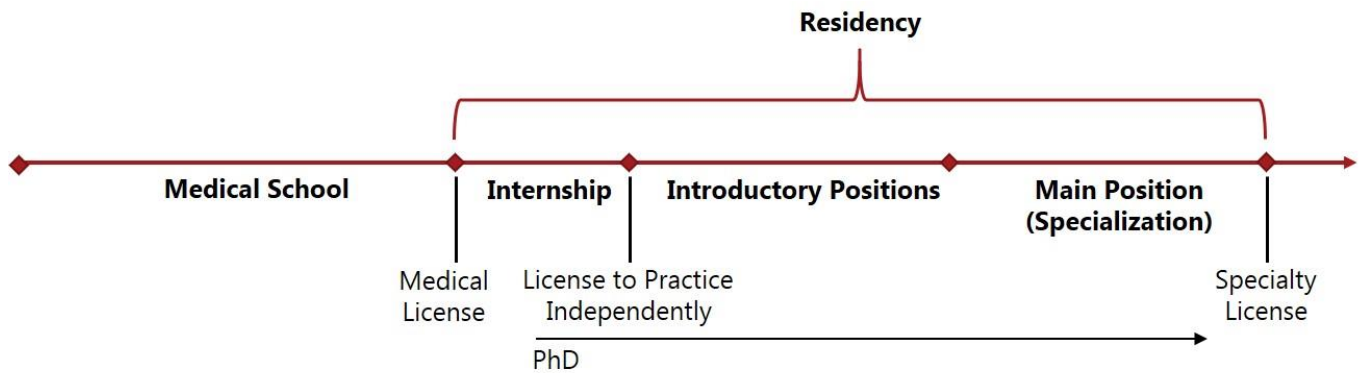 Residency
Medical School
Internship
Introductory Positions
Main Position
(Specialization)
Medical
License
License to Practice
Independently
Specialty
License
PhD